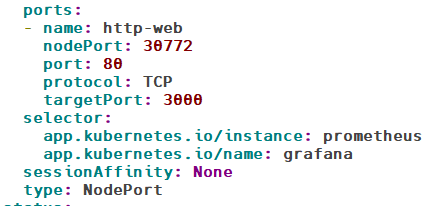 ports:
- name: http-web
nodePort: 30772
port: 80
protocol: TCP
targetPort: 3000
selector:
app.kubernetes.io/instance: prometheus
app.kubernetes.io/name: grafana
sessionAffinity: None
type: NodePort
status: